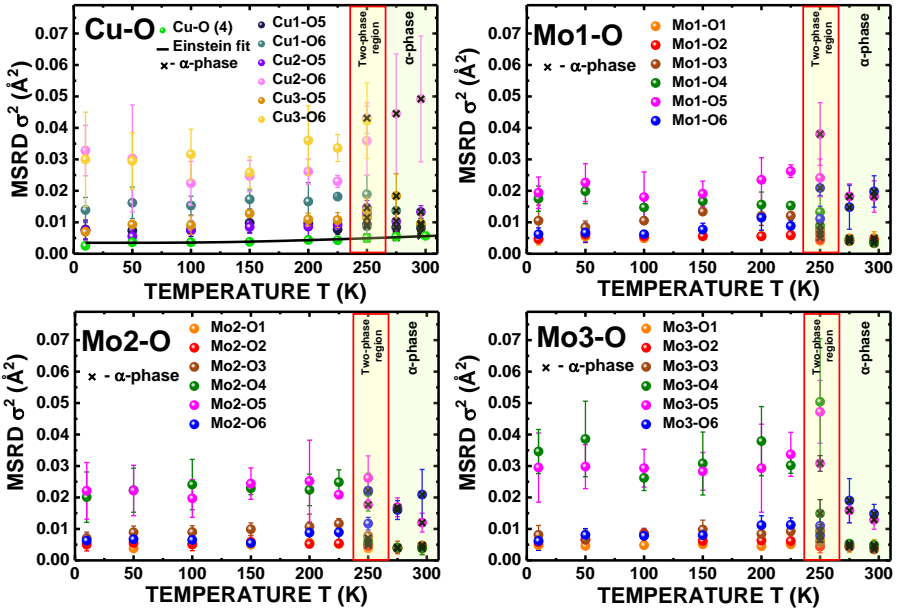 Cu-O
Cu-O (4)
Einstein fit
× - α-phase
Cu1-O5
Cu1-O6
Cu2-O5
Cu2-O6
Cu3-O5
Cu3-O6
Two-phase
region
α-phase
MSRD σ² (Å²)
0.07
0.06
0.05
0.04
0.03
0.02
0.01
0.00
0 50 100 150 200 250 300
TEMPERATURE T (K)
Mo1-O
× - α-phase
Mo1-O1
Mo1-O2
Mo1-O3
Mo1-O4
Mo1-O5
Mo1-O6
Two-phase
region
α-phase
MSRD σ² (Å²)
0.07
0.06
0.05
0.04
0.03
0.02
0.01
0.00
0 50 100 150 200 250 300
TEMPERATURE T (K)
Mo2-O
× - α-phase
Mo2-O1
Mo2-O2
Mo2-O3
Mo2-O4
Mo2-O5
Mo2-O6
Two-phase
region
α-phase
MSRD σ² (Å²)
0.07
0.06
0.05
0.04
0.03
0.02
0.01
0.00
0 50 100 150 200 250 300
TEMPERATURE T (K)
Mo3-O
× - α-phase
Mo3-O1
Mo3-O2
Mo3-O3
Mo3-O4
Mo3-O5
Mo3-O6
Two-phase
region
α-phase
MSRD σ² (Å²)
0.07
0.06
0.05
0.04
0.03
0.02
0.01
0.00
0 50 100 150 200 250 300
TEMPERATURE T (K)